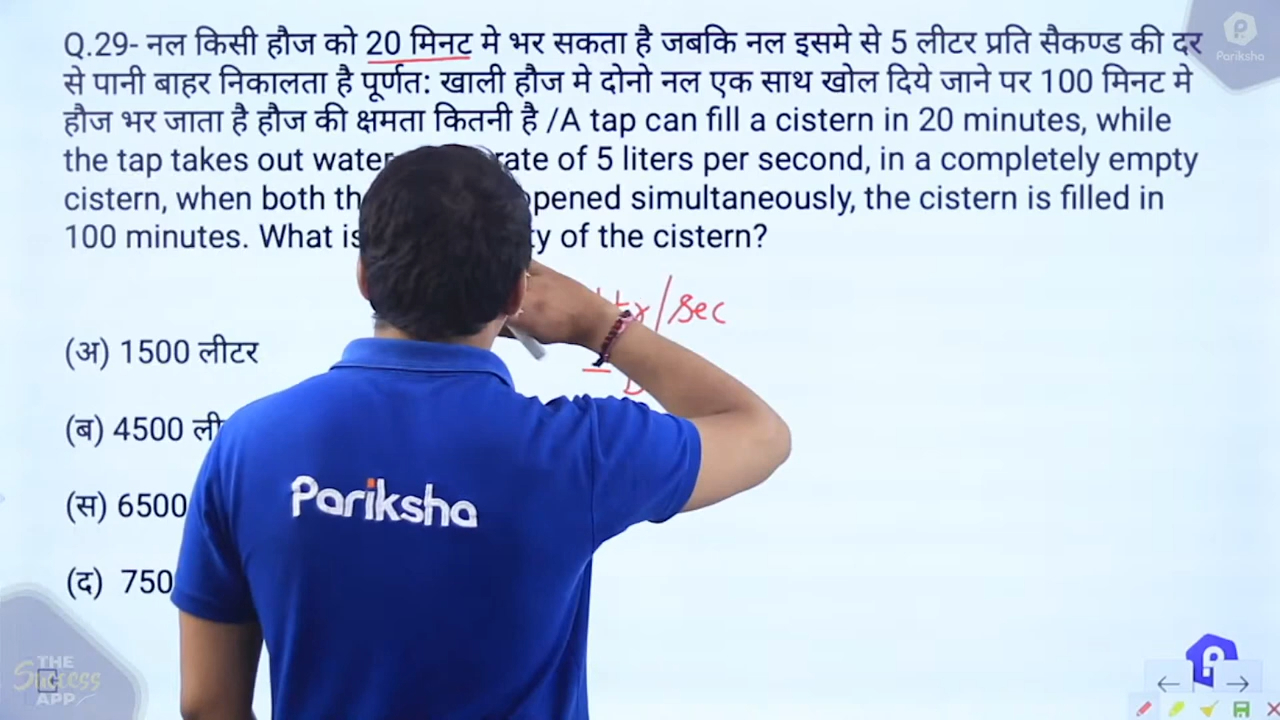 Q.29- नल किसी हौज को 20 मिनट मे भर सकता है जबकि नल इसमे से 5 लीटर प्रति सैकण्ड की दर
से पानी बाहर निकालता है पूर्णत: खाली हौज मे दोनो नल एक साथ खोल दिये जाने पर 100 मिनट मे
हौज भर जाता है हौज की क्षमता कितनी है /A tap can fill a cistern in 20 minutes, while
the tap takes out water rate of 5 liters per second, in a completely empty
cistern, when both opened simultaneously, the cistern is filled in
100 minutes. What is of the cistern?
/sec
(अ) 1500 लीटर
(ब) 4500
(स) 6500
(द) 750
Pariksha
Pariksha
THE
Success
APP